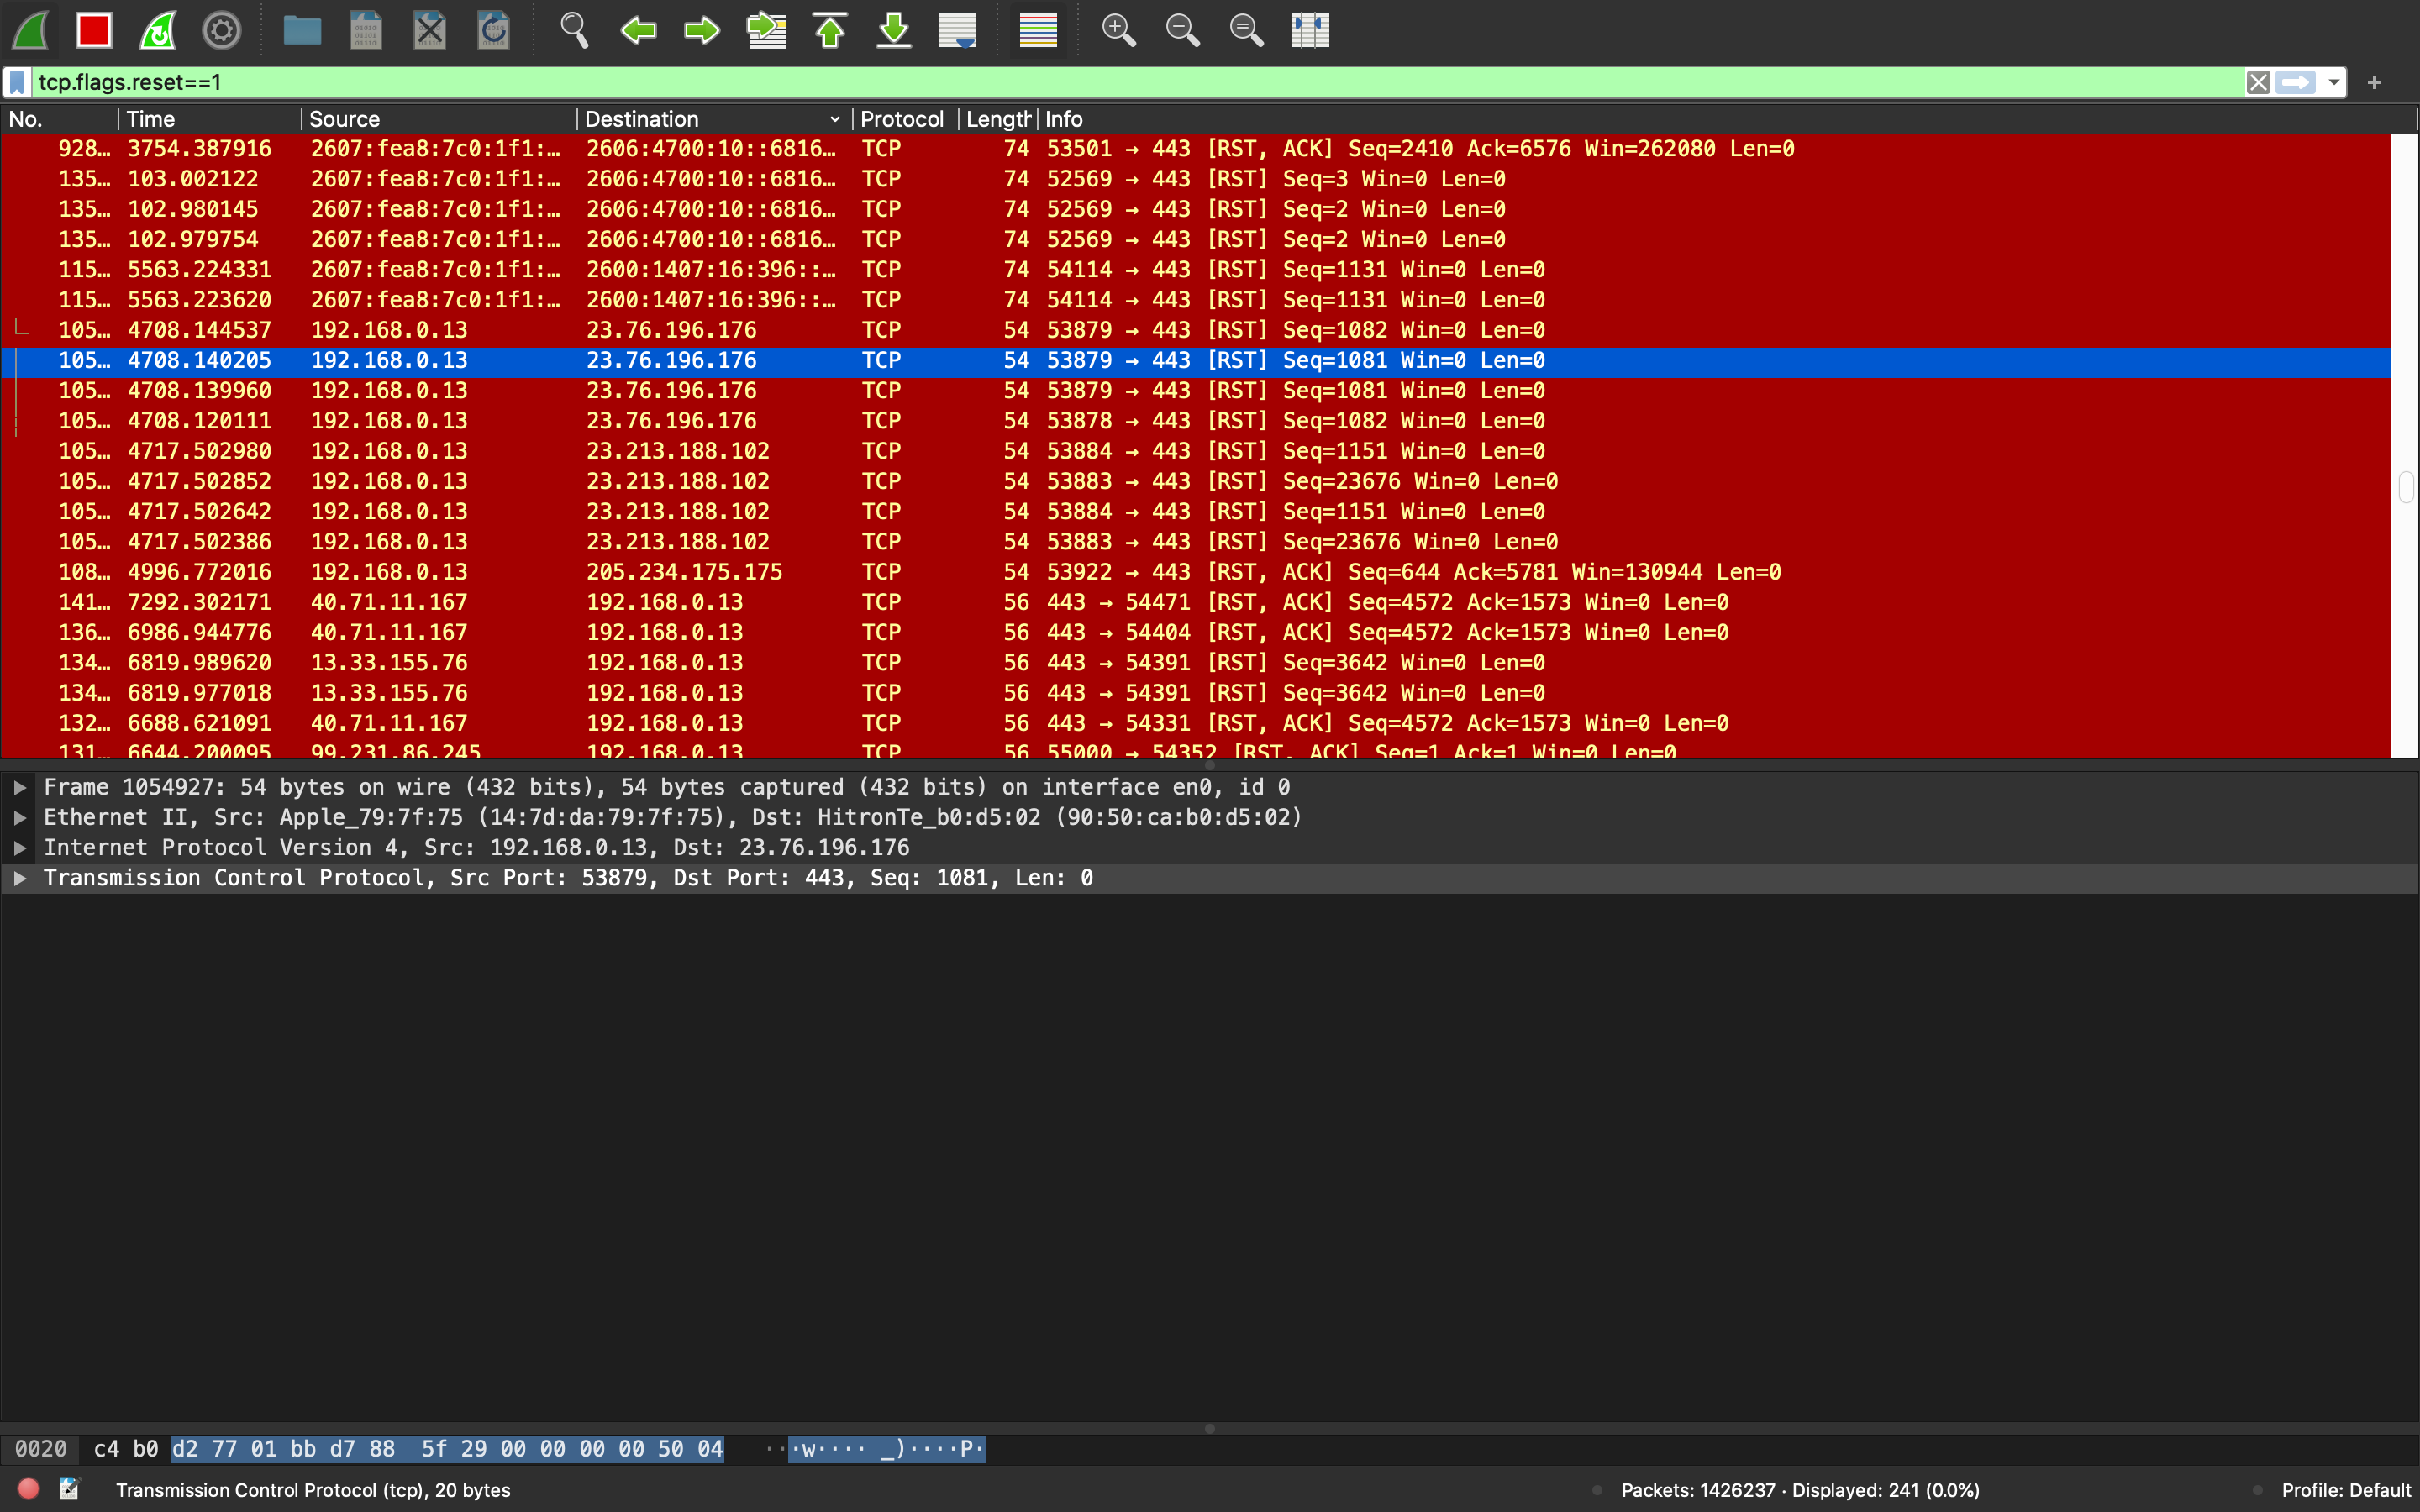 tcp.flags.reset==1
No. Time Source Destination Protocol Length Info
928… 3754.387916 2607:fea8:7c0:1f1:… 2606:4700:10::6816… TCP 74 53501 → 443 [RST, ACK] Seq=2410 Ack=6576 Win=262080 Len=0
135… 103.002122 2607:fea8:7c0:1f1:… 2606:4700:10::6816… TCP 74 52569 → 443 [RST] Seq=3 Win=0 Len=0
135… 102.980145 2607:fea8:7c0:1f1:… 2606:4700:10::6816… TCP 74 52569 → 443 [RST] Seq=2 Win=0 Len=0
135… 102.979754 2607:fea8:7c0:1f1:… 2606:4700:10::6816… TCP 74 52569 → 443 [RST] Seq=2 Win=0 Len=0
115… 5563.224331 2607:fea8:7c0:1f1:… 2600:1407:16:396::… TCP 74 54114 → 443 [RST] Seq=1131 Win=0 Len=0
115… 5563.223620 2607:fea8:7c0:1f1:… 2600:1407:16:396::… TCP 74 54114 → 443 [RST] Seq=1131 Win=0 Len=0
105… 4708.144537 192.168.0.13 23.76.196.176 TCP 54 53879 → 443 [RST] Seq=1082 Win=0 Len=0
105… 4708.140205 192.168.0.13 23.76.196.176 TCP 54 53879 → 443 [RST] Seq=1081 Win=0 Len=0
105… 4708.139960 192.168.0.13 23.76.196.176 TCP 54 53879 → 443 [RST] Seq=1081 Win=0 Len=0
105… 4708.120111 192.168.0.13 23.76.196.176 TCP 54 53878 → 443 [RST] Seq=1082 Win=0 Len=0
105… 4717.502980 192.168.0.13 23.213.188.102 TCP 54 53884 → 443 [RST] Seq=1151 Win=0 Len=0
105… 4717.502852 192.168.0.13 23.213.188.102 TCP 54 53883 → 443 [RST] Seq=23676 Win=0 Len=0
105… 4717.502642 192.168.0.13 23.213.188.102 TCP 54 53884 → 443 [RST] Seq=1151 Win=0 Len=0
105… 4717.502386 192.168.0.13 23.213.188.102 TCP 54 53883 → 443 [RST] Seq=23676 Win=0 Len=0
108… 4996.772016 192.168.0.13 205.234.175.175 TCP 54 53922 → 443 [RST, ACK] Seq=644 Ack=5781 Win=130944 Len=0
141… 7292.302171 40.71.11.167 192.168.0.13 TCP 56 443 → 54471 [RST, ACK] Seq=4572 Ack=1573 Win=0 Len=0
136… 6986.944776 40.71.11.167 192.168.0.13 TCP 56 443 → 54404 [RST, ACK] Seq=4572 Ack=1573 Win=0 Len=0
134… 6819.989620 13.33.155.76 192.168.0.13 TCP 56 443 → 54391 [RST] Seq=3642 Win=0 Len=0
134… 6819.977018 13.33.155.76 192.168.0.13 TCP 56 443 → 54391 [RST] Seq=3642 Win=0 Len=0
132… 6688.621091 40.71.11.167 192.168.0.13 TCP 56 443 → 54331 [RST, ACK] Seq=4572 Ack=1573 Win=0 Len=0
131… 6644.200095 99.231.86.245 192.168.0.13 TCP 56 55000 → 54352 [RST, ACK] Seq=1 Ack=1 Win=0 Len=0
Frame 1054927: 54 bytes on wire (432 bits), 54 bytes captured (432 bits) on interface en0, id 0
Ethernet II, Src: Apple_79:7f:75 (14:7d:da:79:7f:75), Dst: HitronTe_b0:d5:02 (90:50:ca:b0:d5:02)
Internet Protocol Version 4, Src: 192.168.0.13, Dst: 23.76.196.176
Transmission Control Protocol, Src Port: 53879, Dst Port: 443, Seq: 1081, Len: 0
0020 c4 b0 d2 77 01 bb d7 88 5f 29 00 00 00 00 50 04 ···w···· _)····P·
Transmission Control Protocol (tcp), 20 bytes Packets: 1426237 · Displayed: 241 (0.0%) Profile: Default